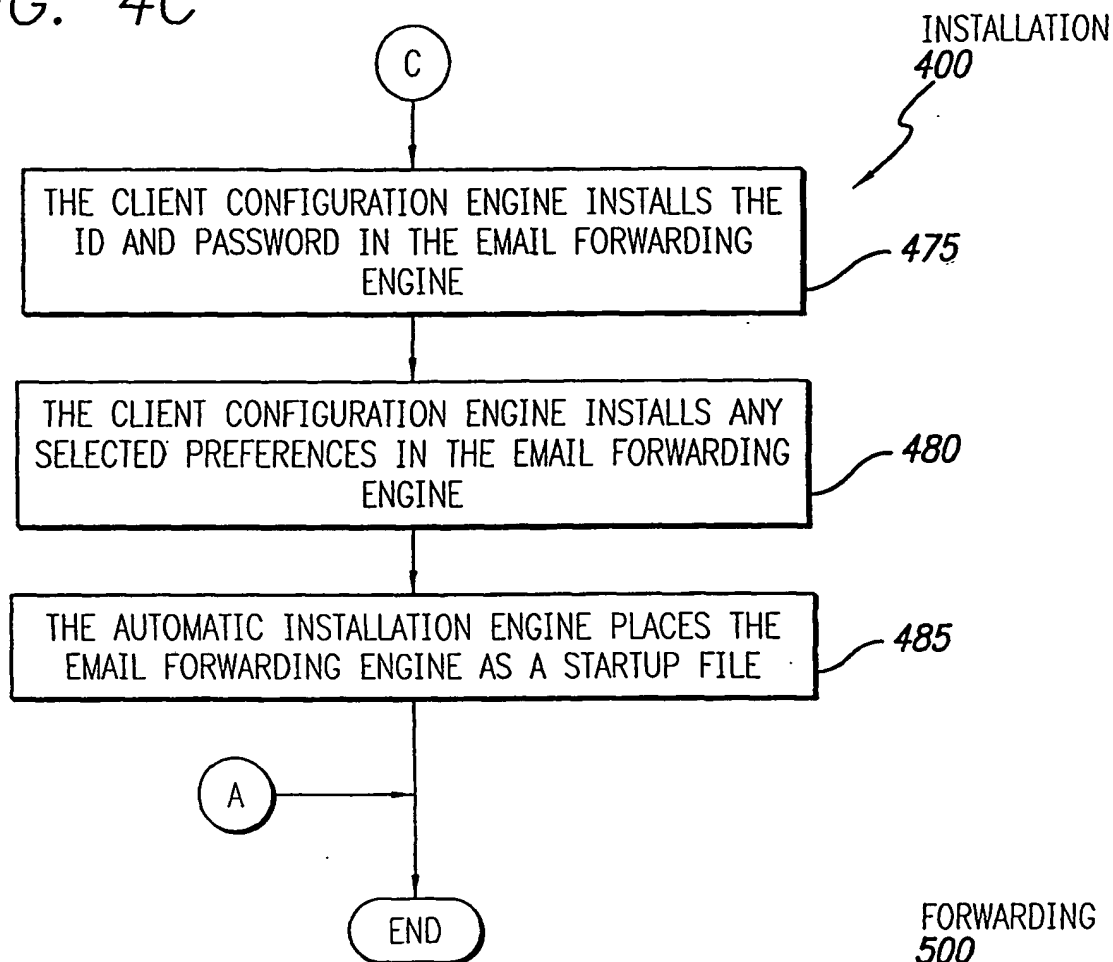 G. 4C
INSTALLATION
400
C
THE CLIENT CONFIGURATION ENGINE INSTALLS THE
ID AND PASSWORD IN THE EMAIL FORWARDING
ENGINE
475
THE CLIENT CONFIGURATION ENGINE INSTALLS ANY
SELECTED PREFERENCES IN THE EMAIL FORWARDING
ENGINE
480
THE AUTOMATIC INSTALLATION ENGINE PLACES THE
EMAIL FORWARDING ENGINE AS A STARTUP FILE
485
A
END
FORWARDING
500